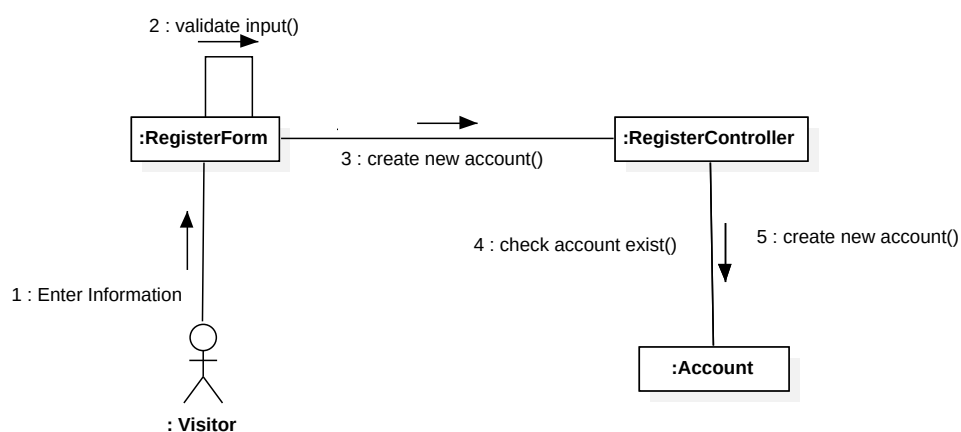 2 : validate input()
:RegisterForm
:RegisterController
3 : create new account()
4 : check account exist()
5 : create new account()
1 : Enter Information
:Account
: Visitor